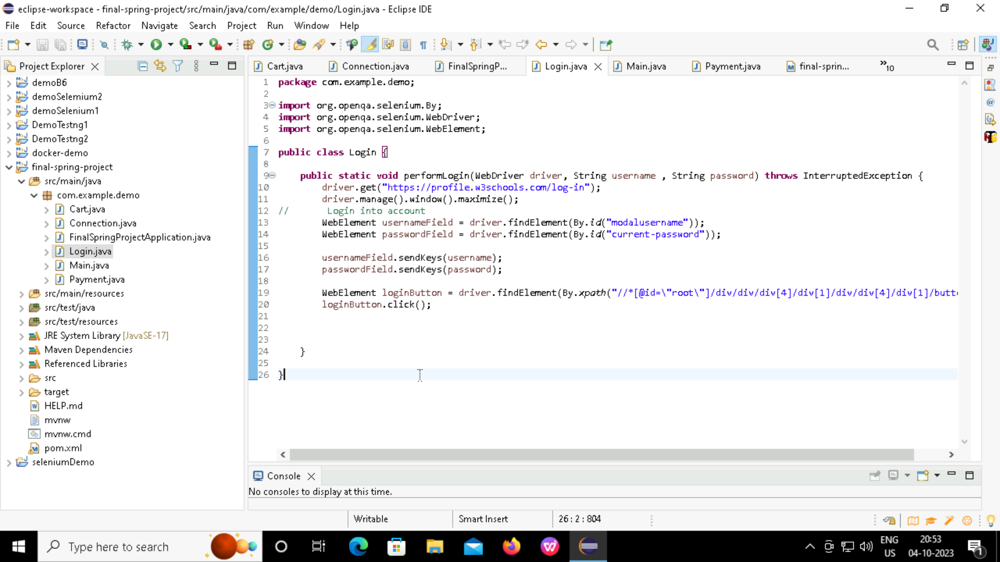 eclipse-workspace - final-spring-project/src/main/java/com/example/demo/Login.java - Eclipse IDE
File Edit Source Refactor Navigate Search Project Run Window Help
Project Explorer
demoB6
demoSelemium2
demoSelenium1
DemoTestng1
DemoTestng2
docker-demo
final-spring-project
src/main/java
com.example.demo
Cart.java
Connection.java
FinalSpringProjectApplication.java
Login.java
Main.java
Payment.java
src/main/resources
src/test/java
src/test/resources
JRE System Library [JavaSE-17]
Maven Dependencies
Referenced Libraries
src
target
HELP.md
mvnw
mvnw.cmd
pom.xml
seleniumDemo
Cart.java Connection.java FinalSpringP... Login.java Main.java Payment.java final-sprin... »10
1 package com.example.demo;
2
3 import org.openqa.selenium.By;
4 import org.openqa.selenium.WebDriver;
5 import org.openqa.selenium.WebElement;
6
7 public class Login {
8
9 public static void performLogin(WebDriver driver, String username , String password) throws InterruptedException {
10 driver.get("https://profile.w3schools.com/log-in");
11 driver.manage().window().maximize();
12 // Login into account
13 WebElement usernameField = driver.findElement(By.id("modalusername"));
14 WebElement passwordField = driver.findElement(By.id("current-password"));
15
16 usernameField.sendKeys(username);
17 passwordField.sendKeys(password);
18
19 WebElement loginButton = driver.findElement(By.xpath("//*[@id=\"root\"]/div/div/div[4]/div[1]/div/div[4]/div[1]/butt
20 loginButton.click();
21
22
23
24 }
25
26 }
Console
No consoles to display at this time.
Writable Smart Insert 26 : 2 : 804
Type here to search
ENG
US
20:53
04-10-2023
1